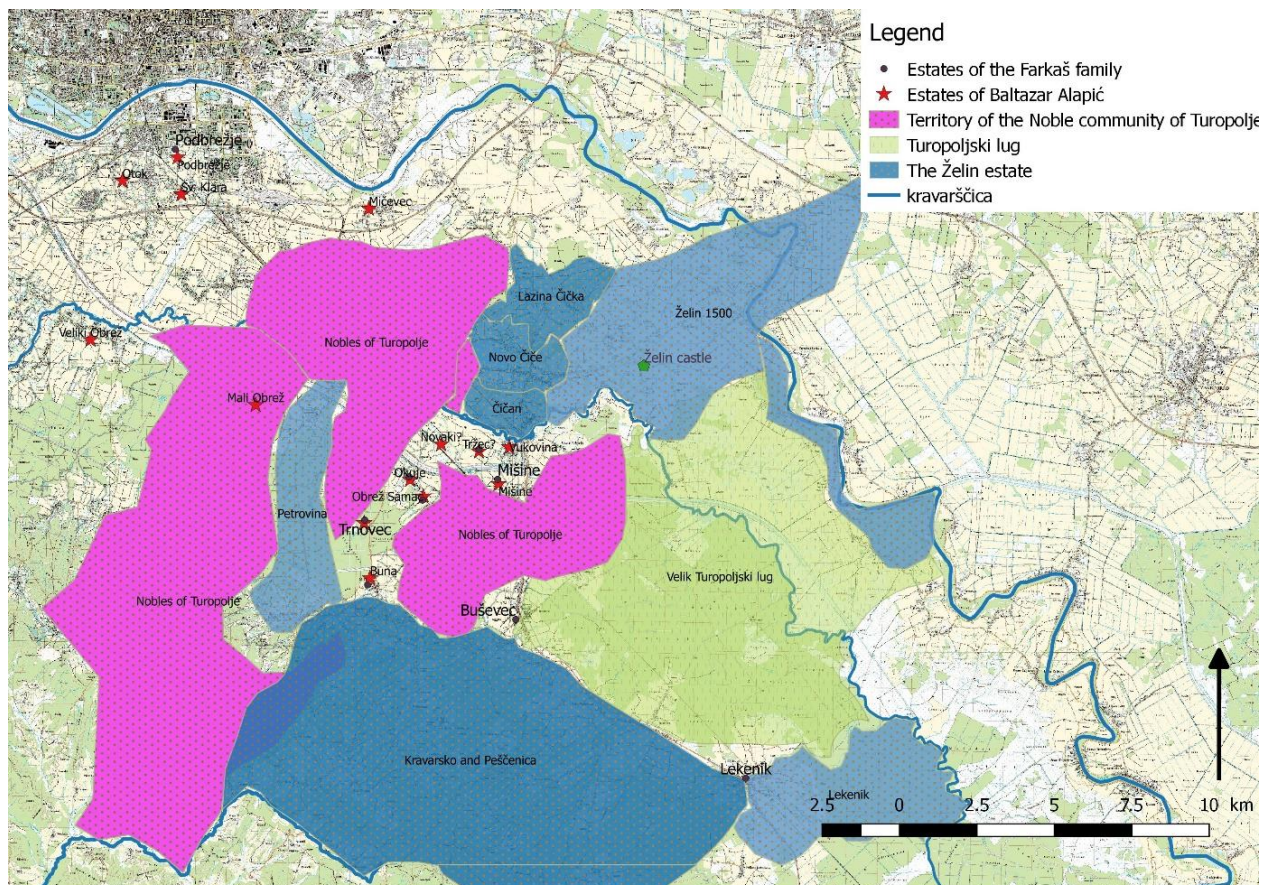 Legend
Estates of the Farkaš family
Estates of Baltazar Alapić
Territory of the Noble community of Turopolje
Turopoljski lug
The Želin estate
kravarščica
Podbrežje
Podbrežje
Otok
Sv. Klara
Mičevec
Lazina Čička
Želin 1500
Veliki Obrež
Nobles of Turopolje
Novo Čiče
Želin castle
Mali Obrež
Čičan
Novaki?
Tržec?
Vukovina
Mišine
Okuje
Mišine
Obrež Samac
Petrovina
Trnovec
Nobles of Turopolje
Buna
Velik Turopoljski lug
Nobles of Turopolje
Buševec
Kravarsko and Peščenica
Lekenik
Lekenik
2.5 0 2.5 5 7.5 10 km